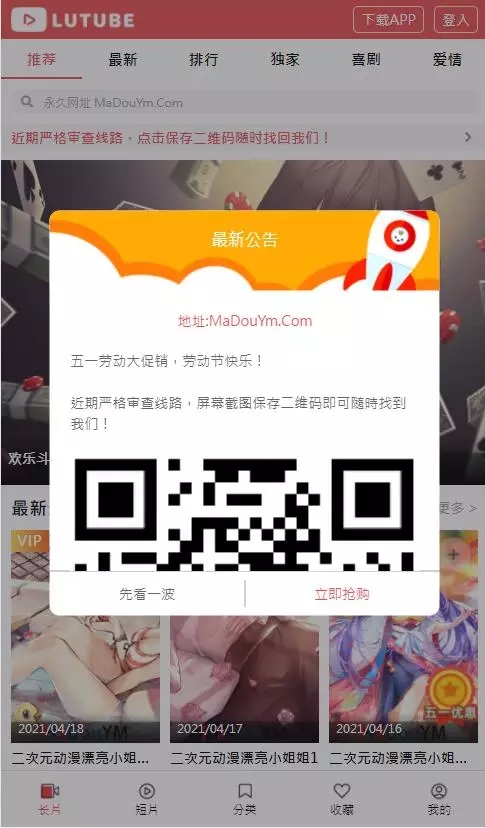 LUTUBE
下载APP
登入
推荐
最新
排行
独家
喜剧
爱情
永久网址 MaDouYm.Com
近期严格审查线路，点击保存二维码随时找回我们！
最新公告
地址:MaDouYm.Com
五一劳动大促销，劳动节快乐！
近期严格审查线路，屏幕截图保存二维码即可随時找到
我们！
欢乐斗
最新
更多 >
VIP
先看一波
立即抢购
五一优惠
YM
YM
2021/04/18
2021/04/17
2021/04/16
二次元动漫漂亮小姐...
二次元动漫漂亮小姐姐1
二次元动漫漂亮小姐...
长片
短片
分类
收藏
我的